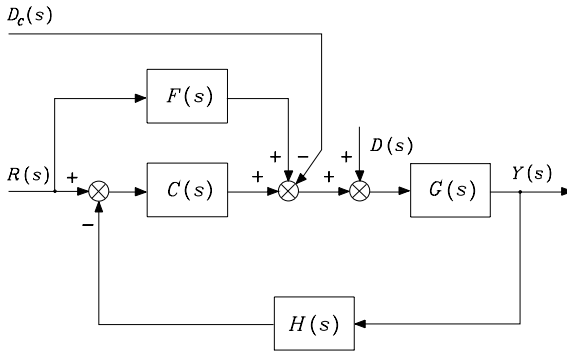 D_c(s)
F(s)
+ − + D(s)
R(s) + C(s) + + G(s) Y(s)
−
H(s)